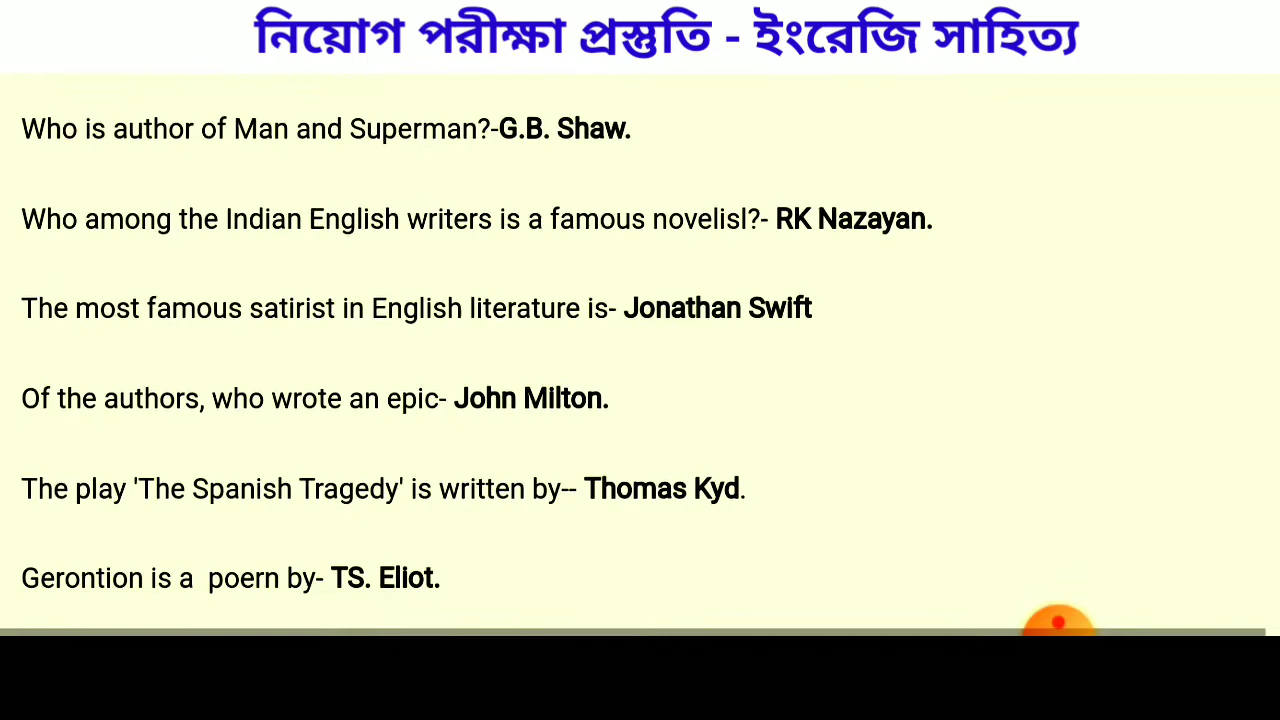 নিয়োগ পরীক্ষা প্রস্তুতি - ইংরেজি সাহিত্য
Who is author of Man and Superman?-G.B. Shaw.
Who among the Indian English writers is a famous novelisl?- RK Nazayan.
The most famous satirist in English literature is- Jonathan Swift
Of the authors, who wrote an epic- John Milton.
The play 'The Spanish Tragedy' is written by-- Thomas Kyd.
Gerontion is a  poern by- TS. Eliot.